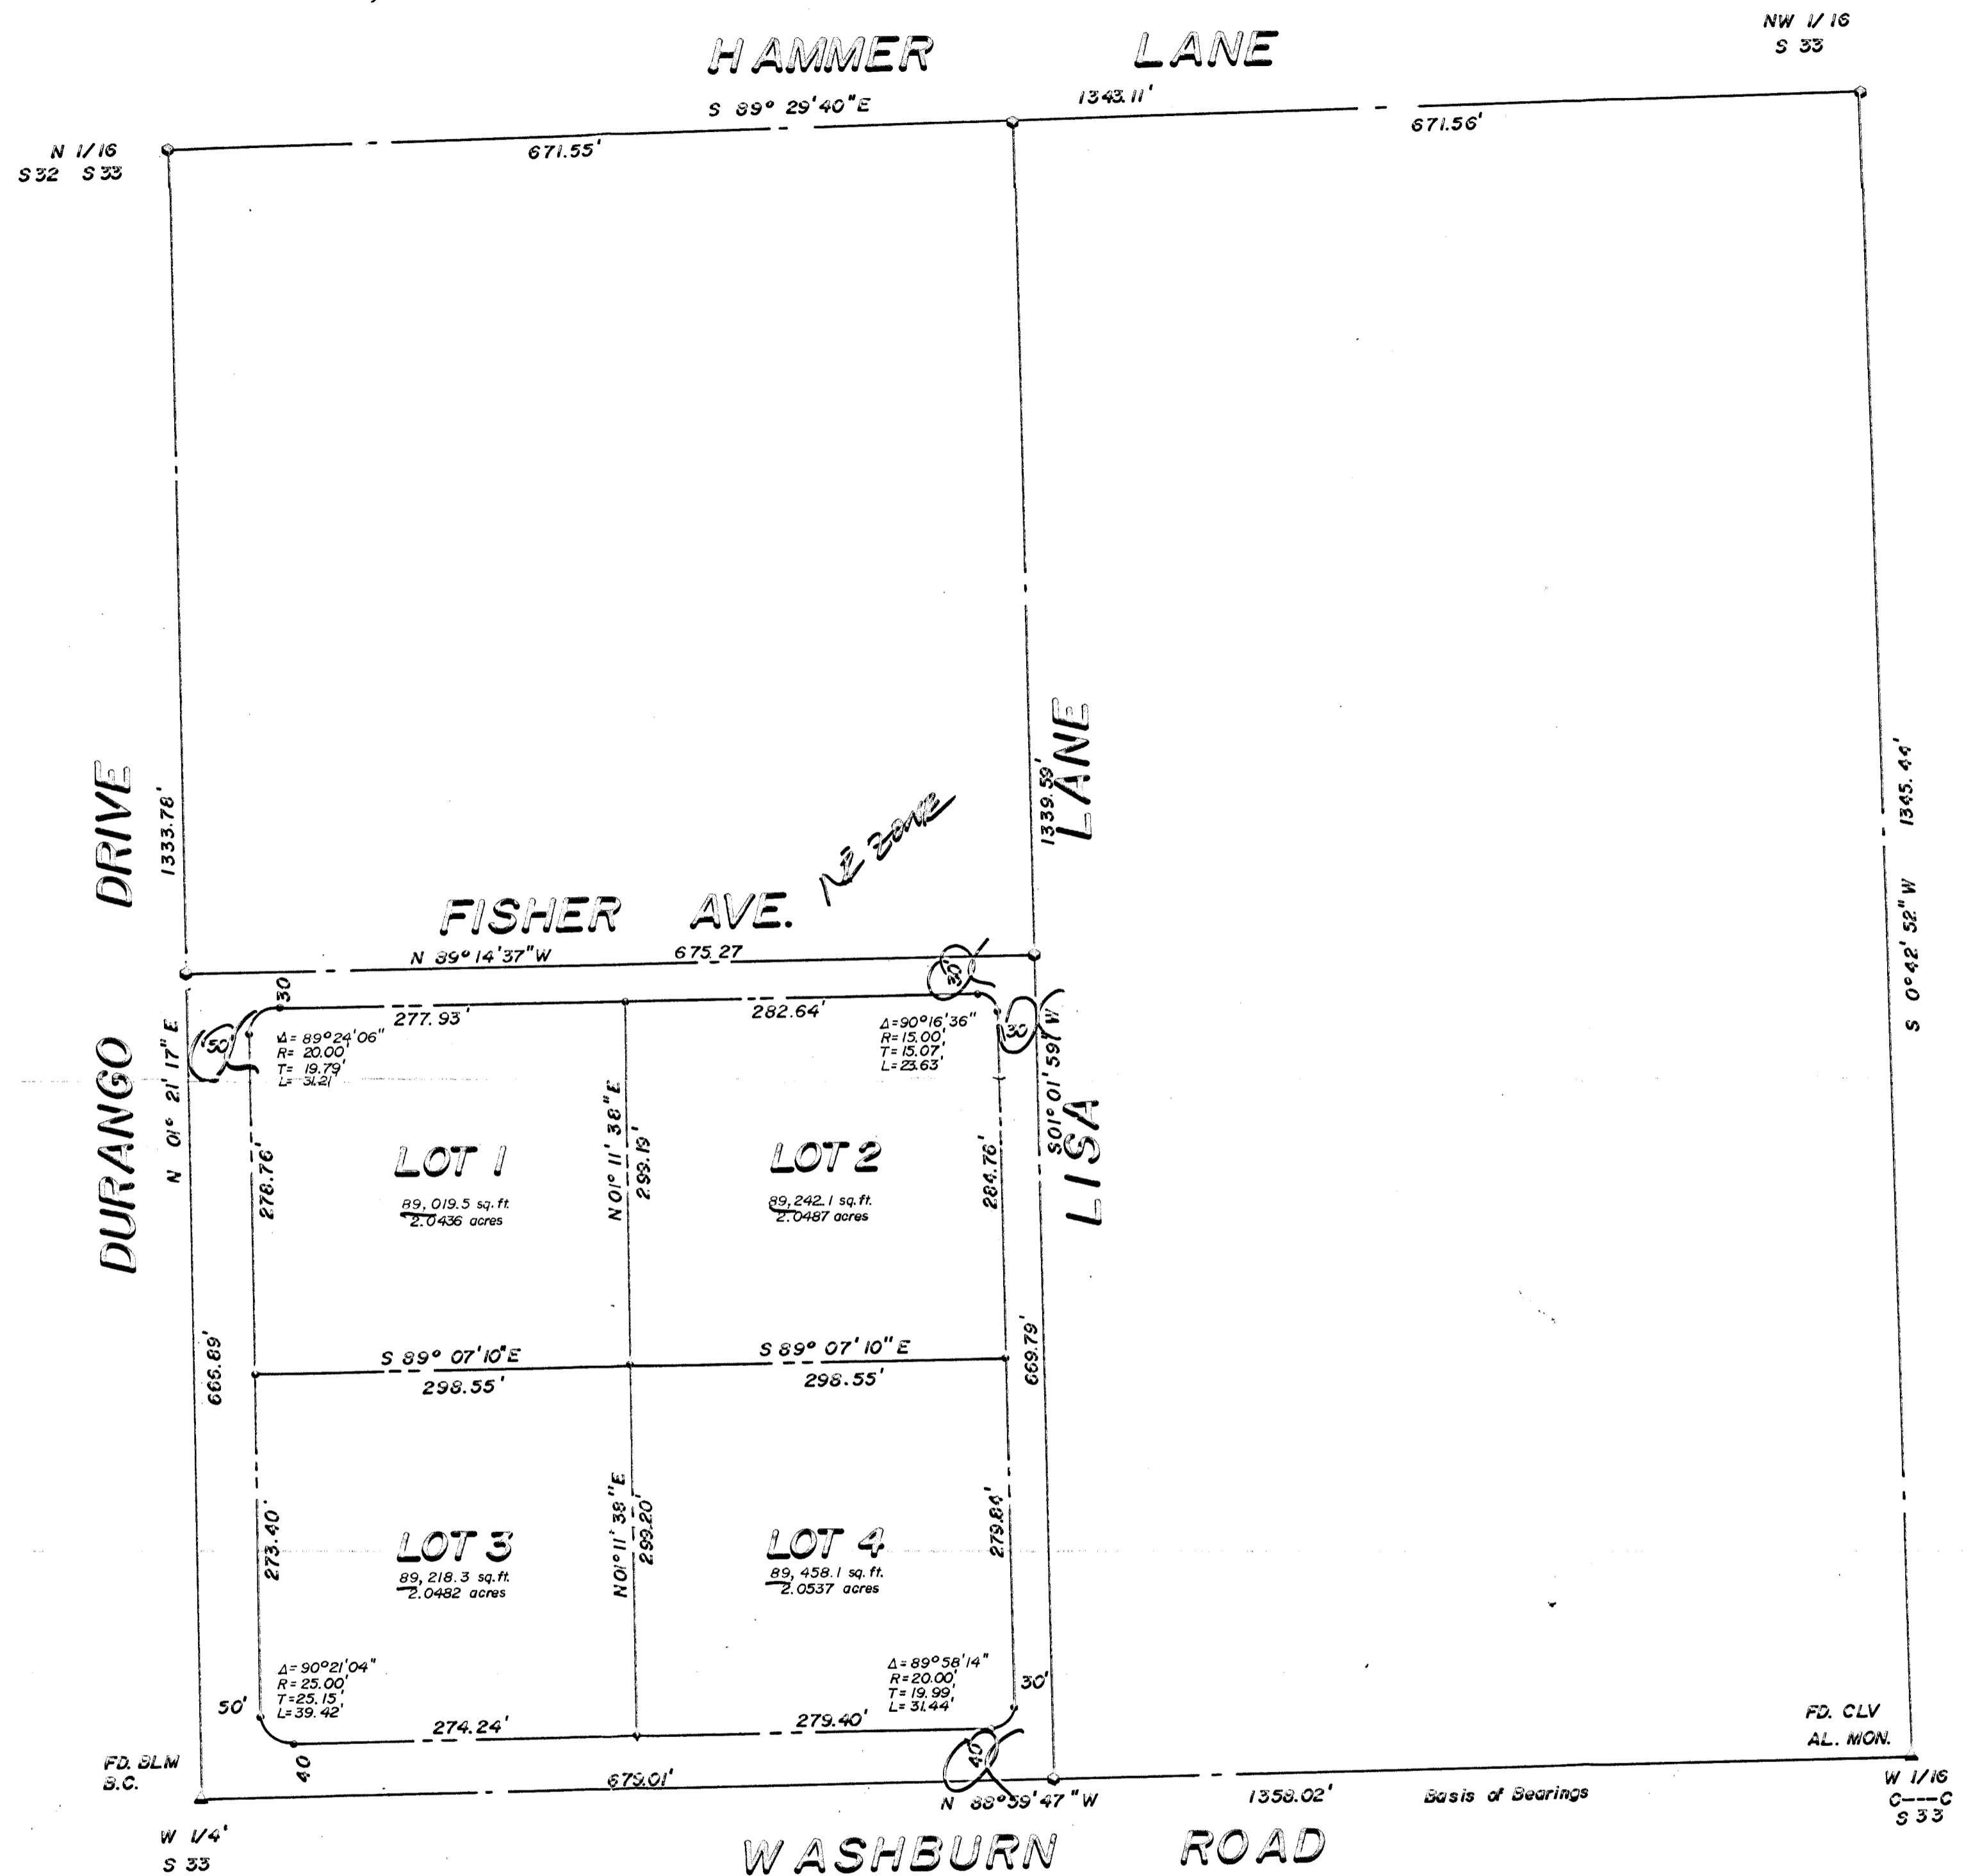 HAMMER LANE
NW 1/16
S 33
S 89° 29'40"E
1343.11'
N 1/16
S32 S33
671.55'
671.56'
DURANGO DRIVE
1333.78'
N 01° 21' 17" E
666.89'
LISA LANE
1339.59'
S01° 01' 59" W
669.79'
1345.44'
S 0° 42' 52" W
FISHER AVE.
N 89° 14'37"W
675.27
30
30'
50'
30'
277.93'
282.64'
Δ= 89°24'06"
R= 20.00'
T= 19.79'
L= 31.21'
Δ=90°16'36"
R=15.00'
T=15.07'
L=23.63'
278.76'
N 01° 11' 38"E
299.19'
284.76'
LOT 1
89,019.5 sq. ft.
2.0436 acres
LOT 2
89,242.1 sq. ft.
2.0487 acres
S 89° 07'10"E
298.55'
S 89° 07'10" E
298.55'
273.40'
N01° 11' 38"E
299.20'
279.84'
LOT 3
89,218.3 sq. ft.
2.0482 acres
LOT 4
89,458.1 sq. ft.
2.0537 acres
Δ= 90°21'04"
R= 25.00'
T=25.15'
L=39.42'
Δ= 89°58'14"
R=20.00'
T=19.99'
L=31.44'
50'
30'
274.24'
279.40'
40
40'
FD. BLM
B.C.
FD. CLV
AL. MON.
679.01'
N 88°59'47"W
1358.02'
Basis of Bearings
W 1/4'
S 33
W 1/16
C---C
S 33
WASHBURN ROAD